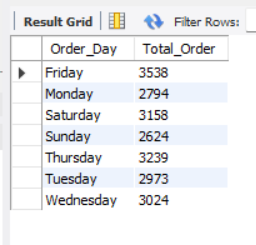 Result Grid Filter Rows:
Order_Day Total_Order
Friday 3538
Monday 2794
Saturday 3158
Sunday 2624
Thursday 3239
Tuesday 2973
Wednesday 3024